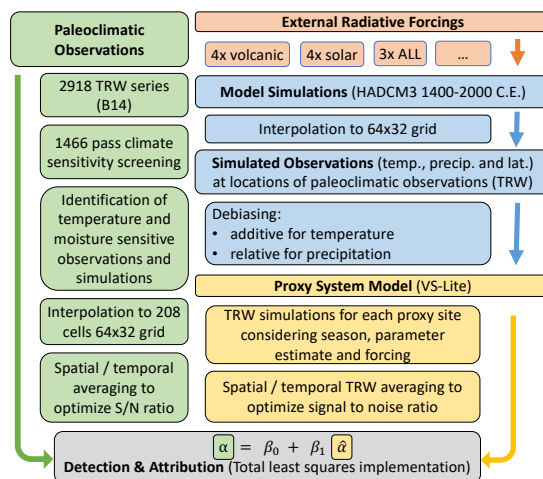 Paleoclimatic
Observations
2918 TRW series
(B14)
1466 pass climate
sensitivity screening
Identification of
temperature and
moisture sensitive
observations and
simulations
Interpolation to 208
cells 64x32 grid
Spatial / temporal
averaging to
optimize S/N ratio
External Radiative Forcings
4x volcanic
4x solar
3x ALL
...
Model Simulations (HADCM3 1400-2000 C.E.)
Interpolation to 64x32 grid
Simulated Observations (temp., precip. and lat.)
at locations of paleoclimatic observations (TRW)
Debiasing:
• additive for temperature
• relative for precipitation
Proxy System Model (VS-Lite)
TRW simulations for each proxy site
considering season, parameter
estimate and forcing
Spatial / temporal TRW averaging to
optimize signal to noise ratio
α = β₀ + β₁ α̂
Detection & Attribution (Total least squares implementation)